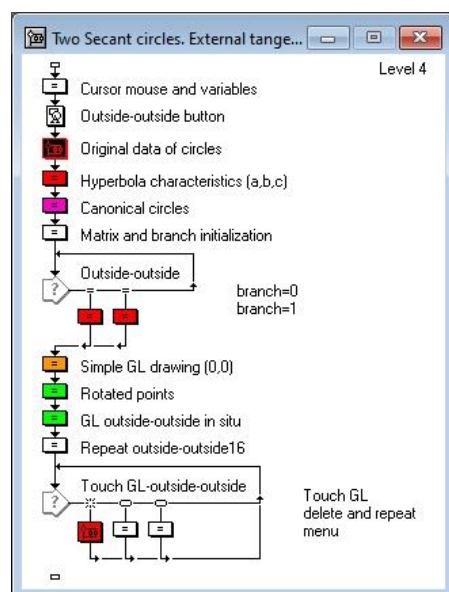 Two Secant circles. External tange...
Level 4
Cursor mouse and variables
Outside-outside button
Original data of circles
Hyperbola characteristics (a,b,c)
Canonical circles
Matrix and branch initialization
Outside-outside
branch=0
branch=1
Simple GL drawing (0,0)
Rotated points
GL outside-outside in situ
Repeat outside-outside16
Touch GL-outside-outside
Touch GL
delete and repeat
menu